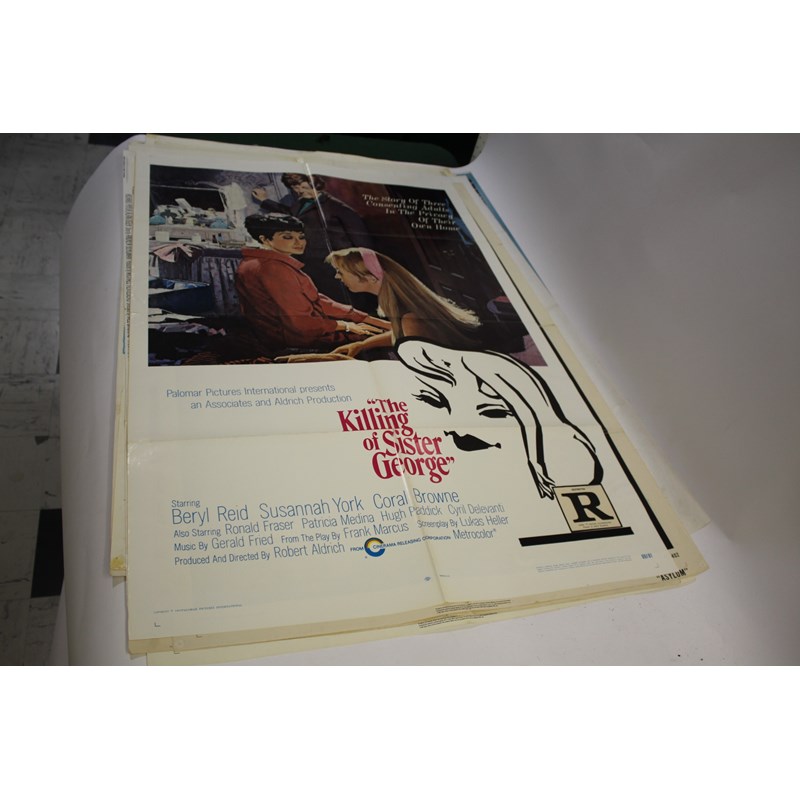 The Story Of Three
Consenting Adults
In The Privacy
Of Their
Own Home
Palomar Pictures International presents
an Associates and Aldrich Production
"The
Killing
of Sister
George"
Starring
Beryl Reid Susannah York Coral Browne
Also Starring Ronald Fraser Patricia Medina Hugh Paddick Cyril Delevanti
Music By Gerald Fried From The Play By Frank Marcus Screenplay By Lukas Heller
Produced And Directed By Robert Aldrich FROM CINERAMA RELEASING CORPORATION Metrocolor
R
"ASYLUM"